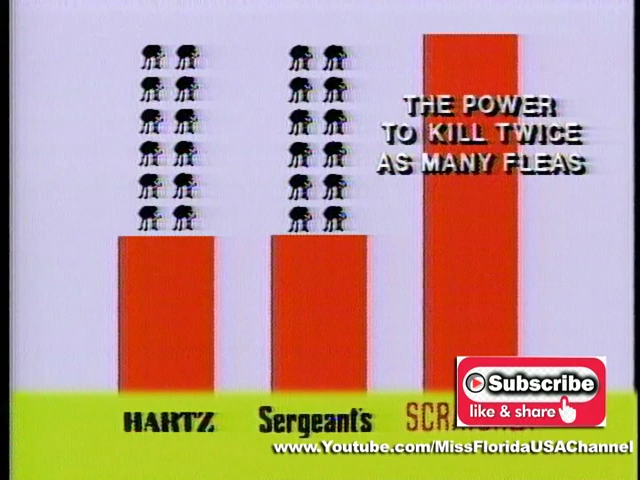 THE POWER
TO KILL TWICE
AS MANY FLEAS
HARTZ
Sergeant's
Subscribe
like & share
www.Youtube.com/MissFloridaUSAChannel